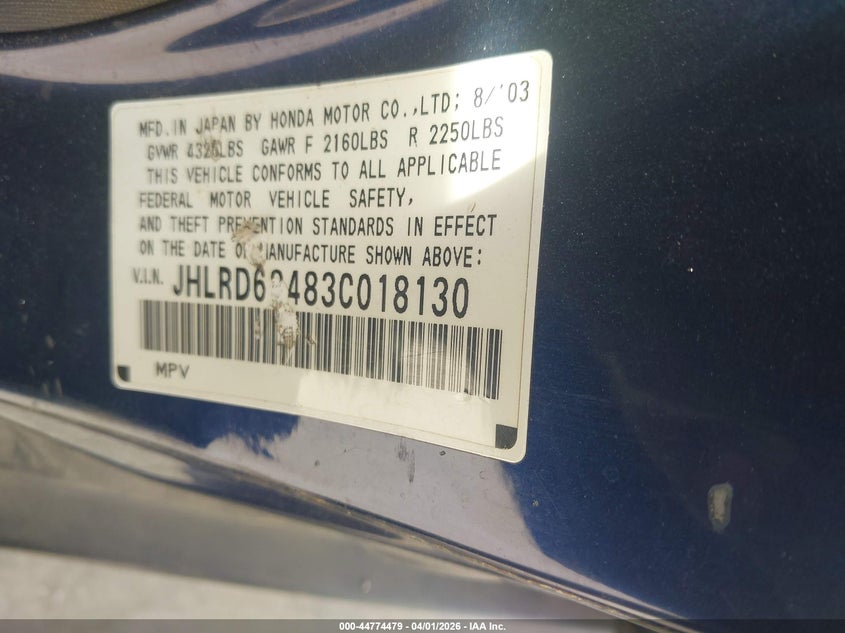 MFD. IN JAPAN BY HONDA MOTOR CO.,LTD; 8/'03
GVWR GAWR F 2160LBS R 2250LBS
THIS VEHICLE CONFORMS TO ALL APPLICABLE
FEDERAL MOTOR VEHICLE SAFETY,
AND THEFT PREVENTION STANDARDS IN EFFECT
ON THE DATE OF MANUFACTURE SHOWN ABOVE:
V.I.N.
MPV
000-44774479 | 04/01/2026 - IAA Inc.